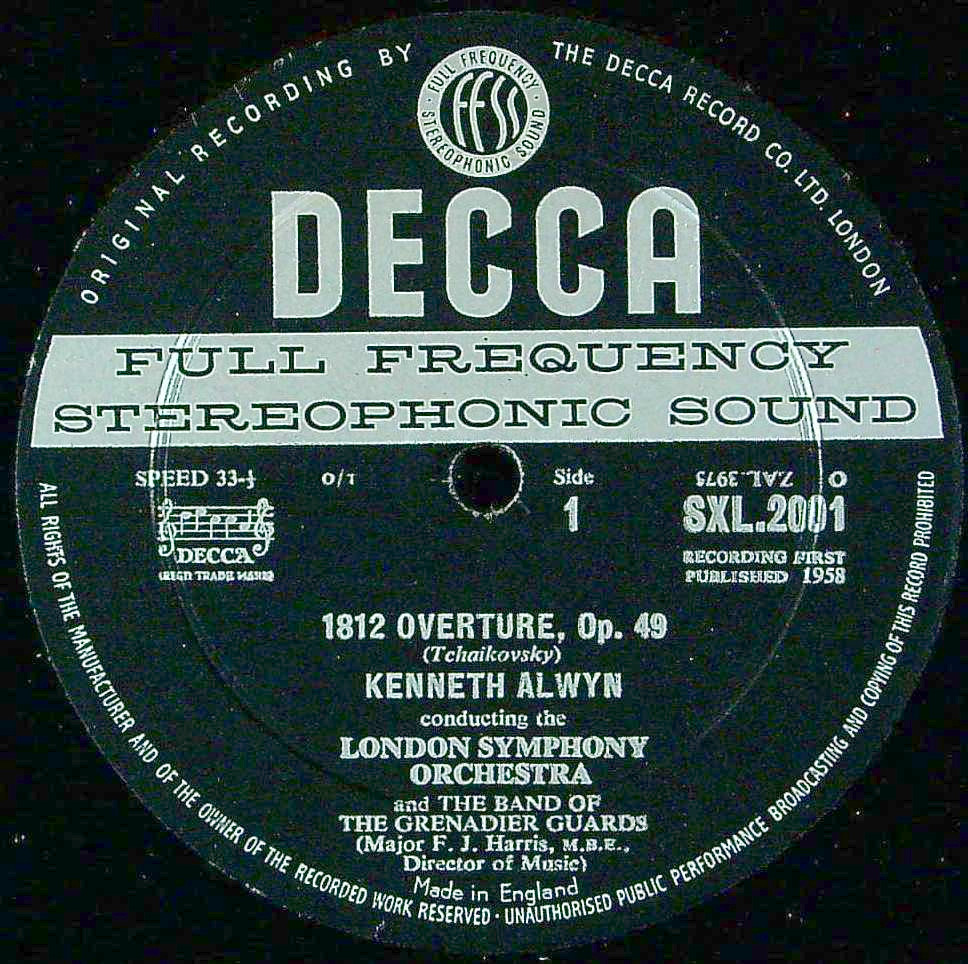 ORIGINAL RECORDING BY THE DECCA RECORD CO. LTD. LONDON
FULL FREQUENCY
FFSS
STEREOPHONIC SOUND
DECCA
FULL FREQUENCY
STEREOPHONIC SOUND
SPEED 33-⅓ O/T Side O ZAL.3975
1 SXL.2001
DECCA
(REGD TRADE MARK)
RECORDING FIRST
PUBLISHED 1958
1812 OVERTURE, Op. 49
(Tchaikovsky)
KENNETH ALWYN
conducting the
LONDON SYMPHONY
ORCHESTRA
and THE BAND OF
THE GRENADIER GUARDS
(Major F. J. Harris, M.B.E.,
Director of Music)
Made in England
ALL RIGHTS OF THE MANUFACTURER AND OF THE OWNER OF THE RECORDED WORK RESERVED · UNAUTHORISED PUBLIC PERFORMANCE BROADCASTING AND COPYING OF THIS RECORD PROHIBITED